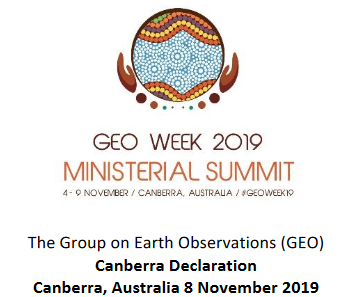 GEO WEEK 2019
MINISTERIAL SUMMIT
4 - 9 NOVEMBER / CANBERRA, AUSTRALIA / #GEOWEEK19
The Group on Earth Observations (GEO)
Canberra Declaration
Canberra, Australia 8 November 2019